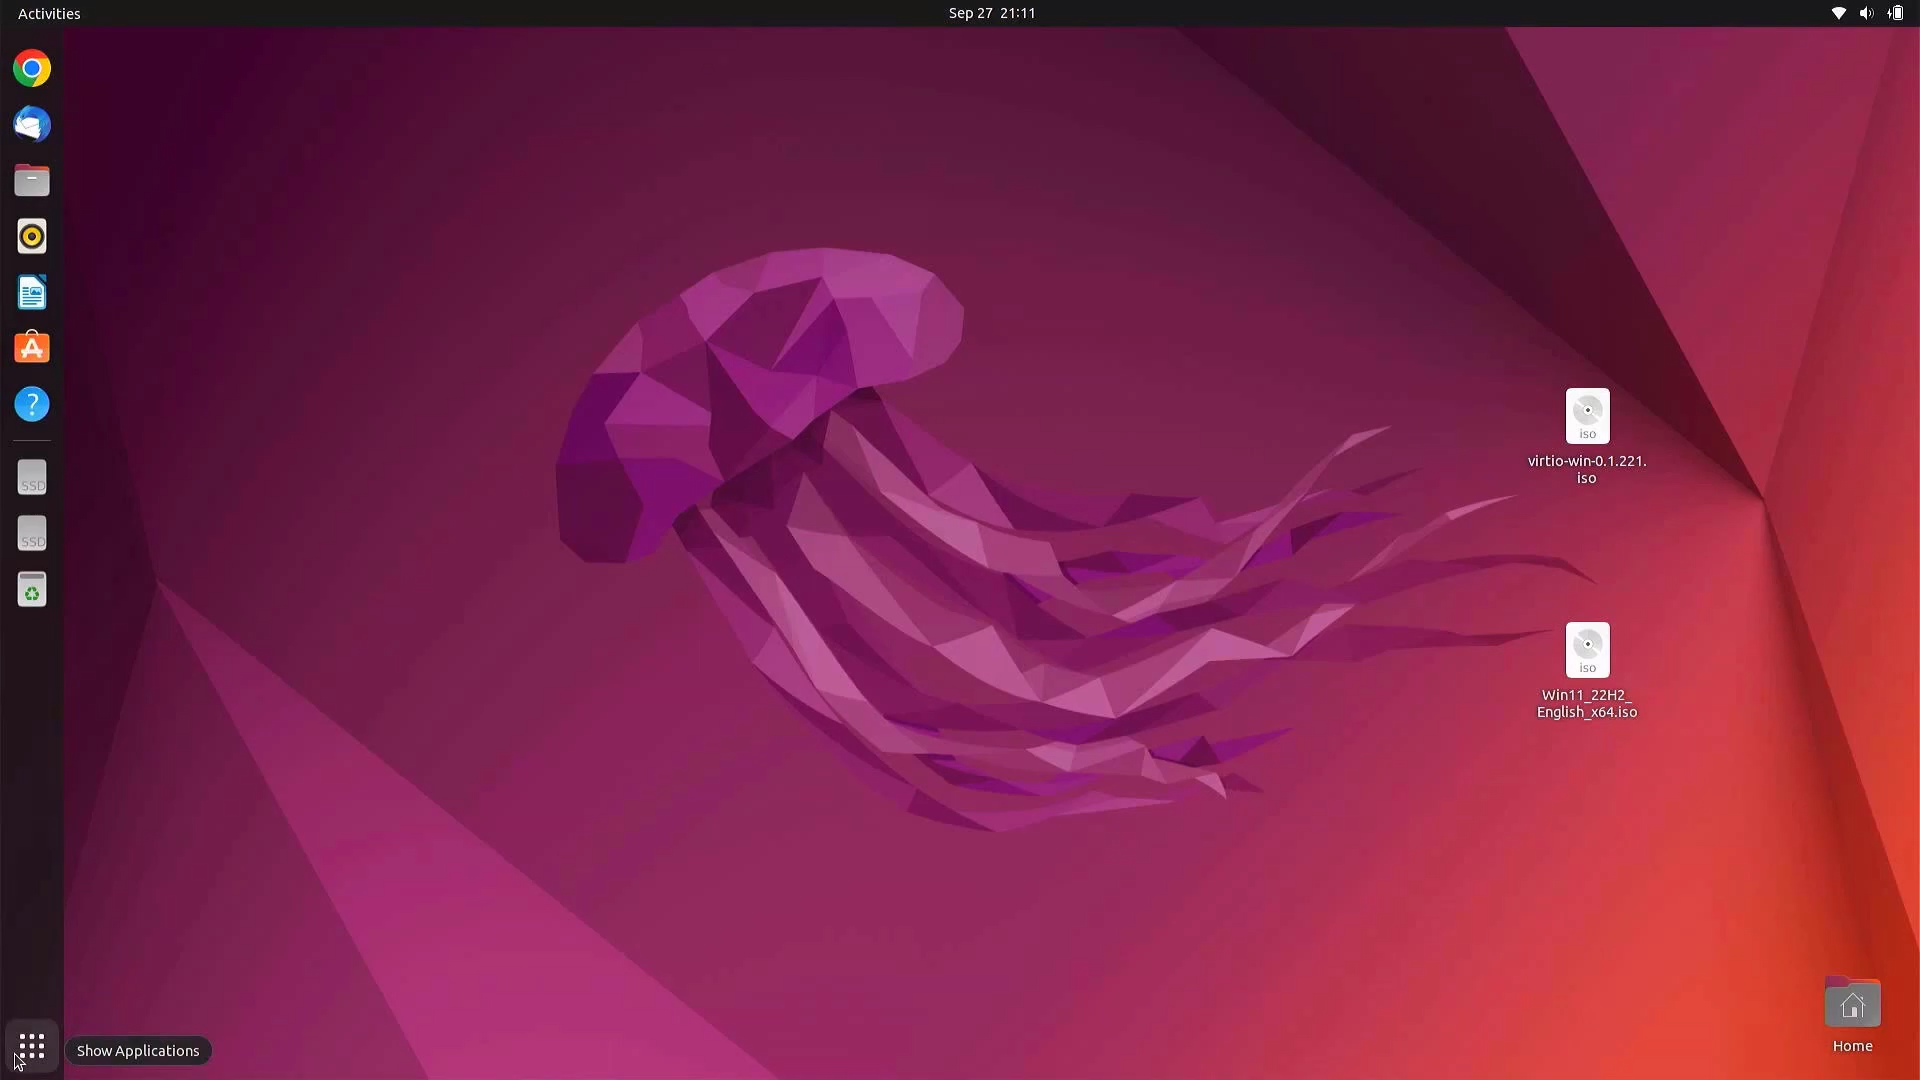 Activities
Sep 27 21:11
SSD
SSD
iso
virtio-win-0.1.221.
iso
iso
Win11_22H2_
English_x64.iso
Home
Show Applications